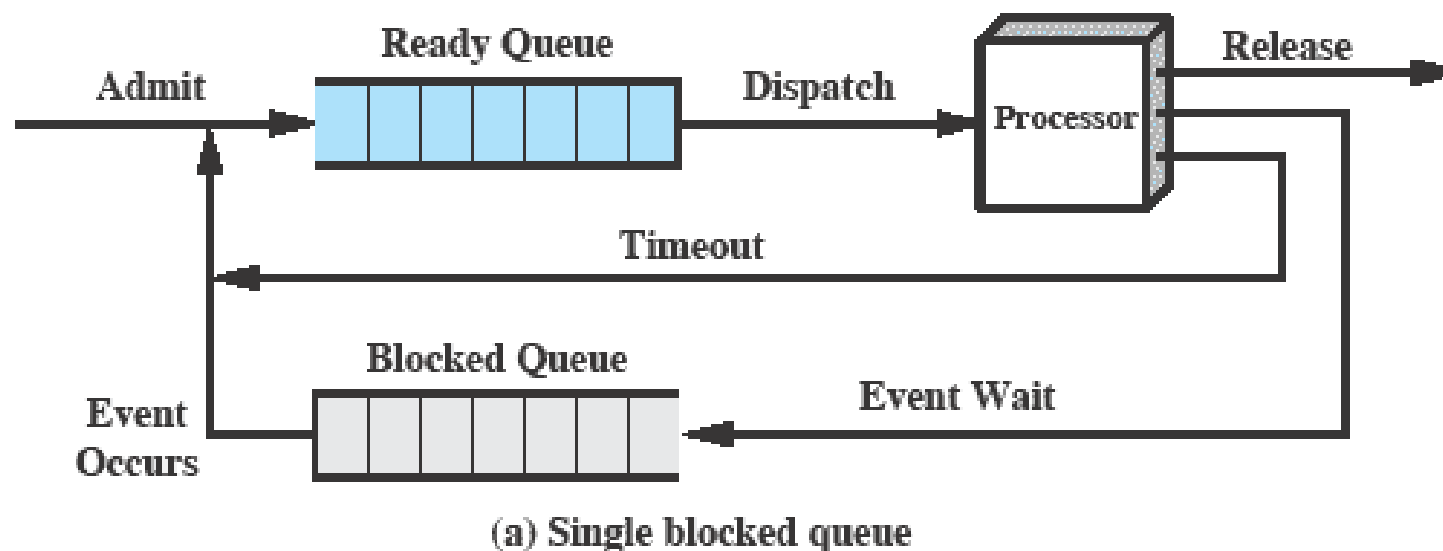 Ready Queue
Release
Admit
Dispatch
Processor
Timeout
Blocked Queue
Event Wait
Event
Occurs
(a) Single blocked queue